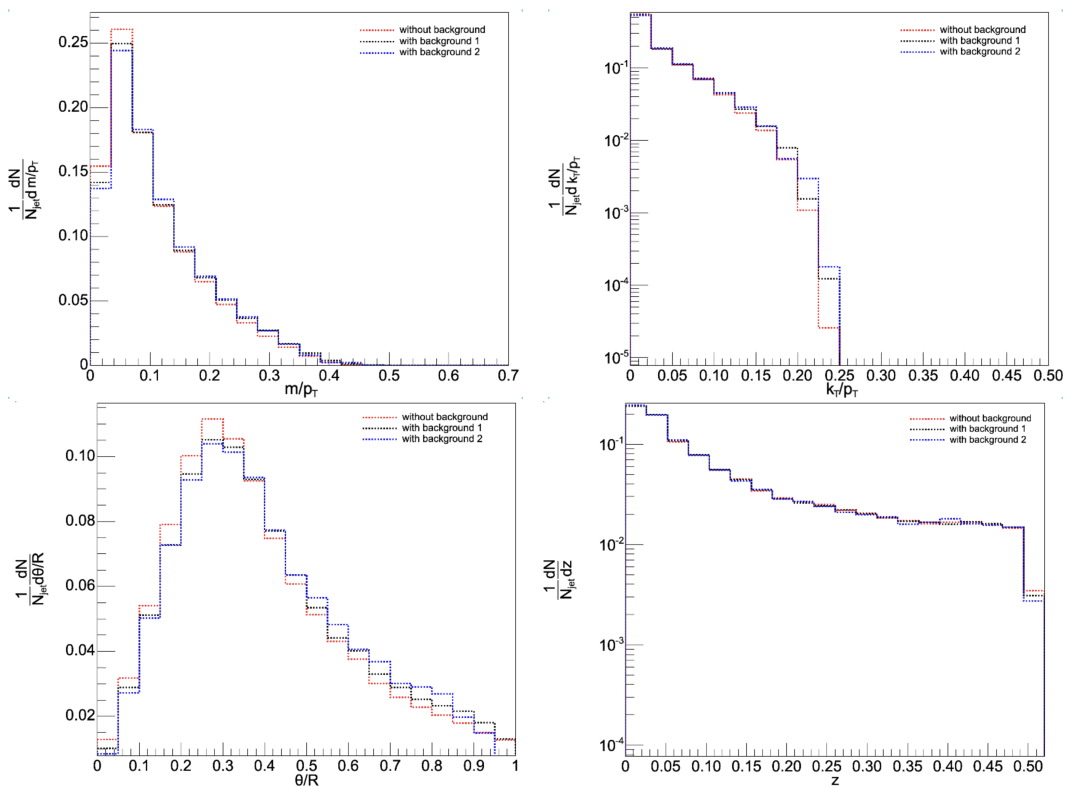 without background
with background 1
with background 2
0.25
0.20
0.15
0.10
0.05
0
1 dN
N_jet d m/p_T
0 0.1 0.2 0.3 0.4 0.5 0.6 0.7
m/p_T
without background
with background 1
with background 2
10^-1
10^-2
10^-3
10^-4
10^-5
1 dN
N_jet d k_T/p_T
0 0.05 0.10 0.15 0.20 0.25 0.30 0.35 0.40 0.45 0.50
k_T/p_T
without background
with background 1
with background 2
0.10
0.08
0.06
0.04
0.02
1 dN
N_jet dθ/R
0 0.1 0.2 0.3 0.4 0.5 0.6 0.7 0.8 0.9 1
θ/R
without background
with background 1
with background 2
10^-1
10^-2
10^-3
10^-4
1 dN
N_jet dz
0 0.05 0.10 0.15 0.20 0.25 0.30 0.35 0.40 0.45 0.50
z